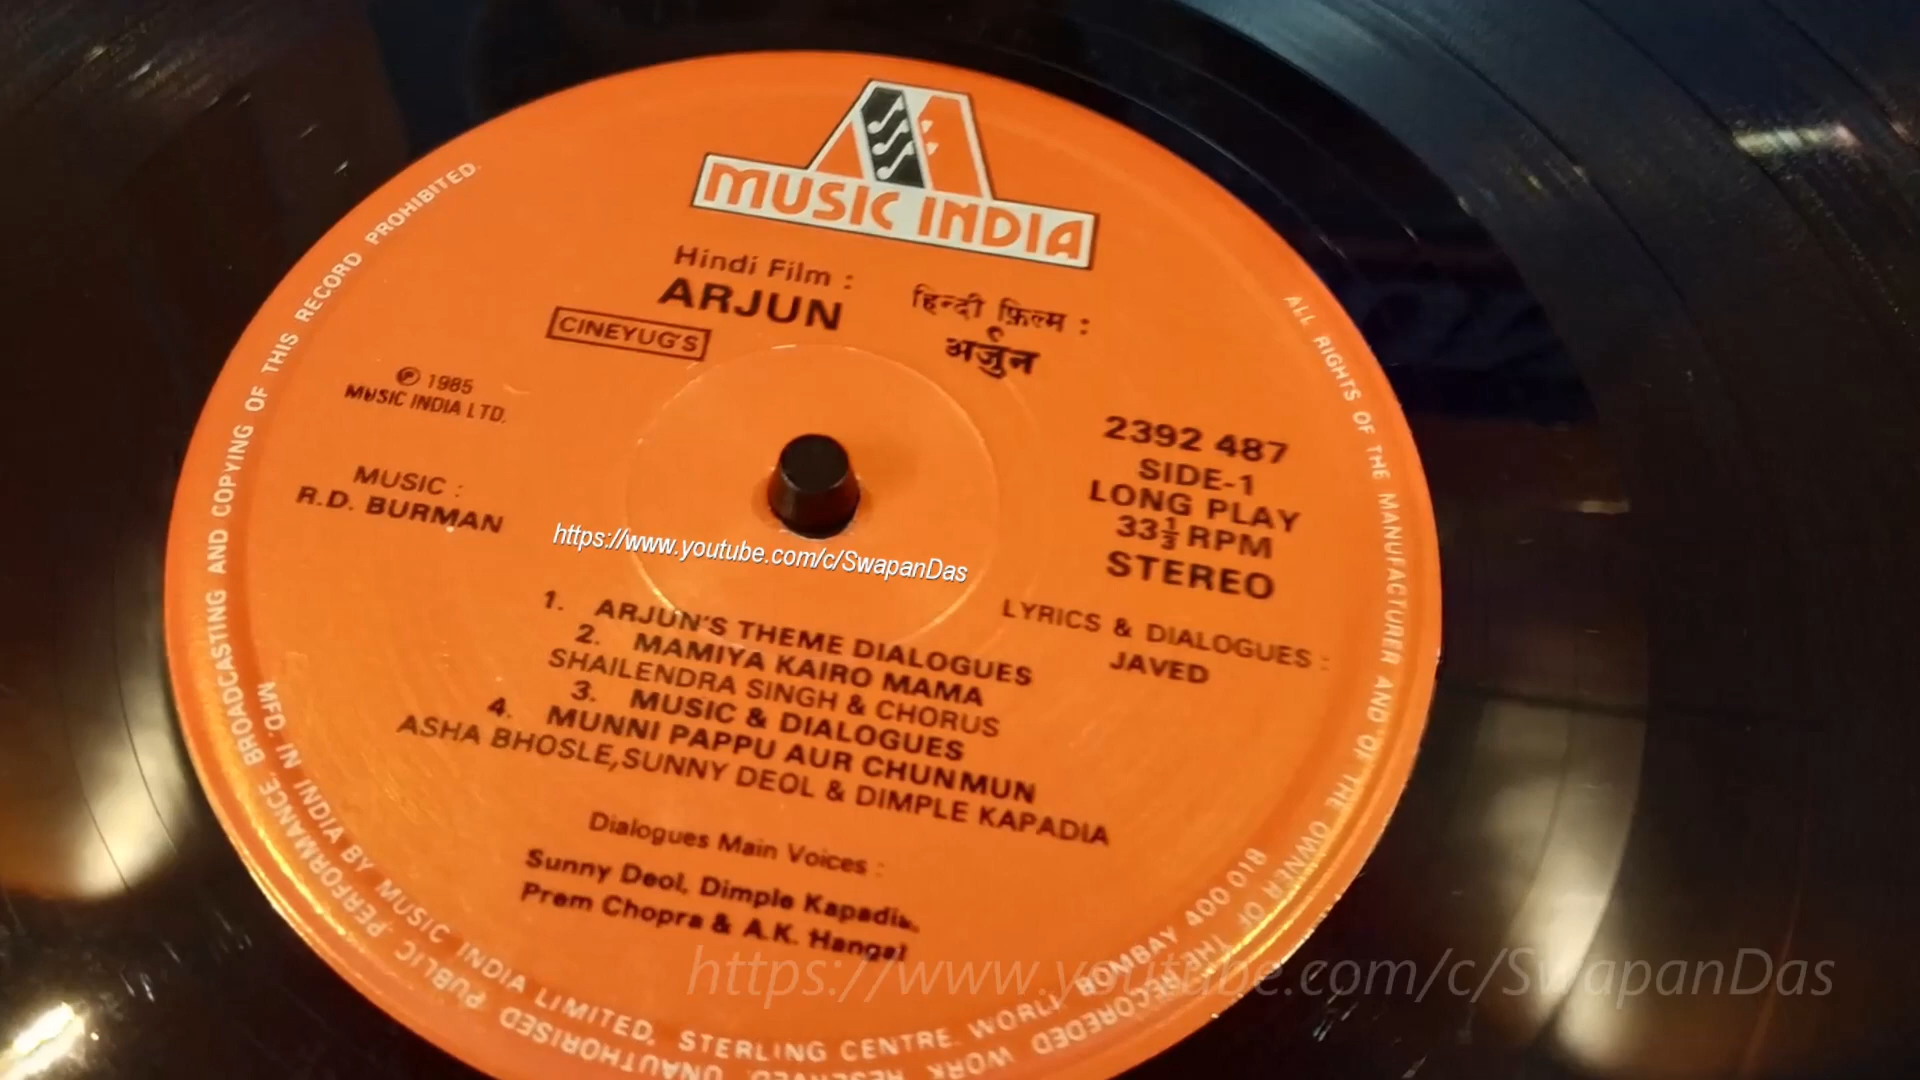 MUSIC INDIA
Hindi Film :
ARJUN
हिन्दी फ़िल्म :
अर्जुन
CINEYUG'S
℗ 1985
MUSIC INDIA LTD.
MUSIC :
R.D. BURMAN
2392 487
SIDE-1
LONG PLAY
33⅓ RPM
STEREO
LYRICS & DIALOGUES :
JAVED
https://www.youtube.com/c/SwapanDas
1. ARJUN'S THEME DIALOGUES
2. MAMIYA KAIRO MAMA
SHAILENDRA SINGH & CHORUS
3. MUSIC & DIALOGUES
4. MUNNI PAPPU AUR CHUNMUN
ASHA BHOSLE,SUNNY DEOL & DIMPLE KAPADIA
Dialogues Main Voices :
Sunny Deol, Dimple Kapadia,
Prem Chopra & A.K. Hangal
ALL RIGHTS OF THE MANUFACTURER AND OF THE OWNER OF THE RECOREDED WORK RESERVED. UNAUTHORISED PUBLIC PERFORMANCE, BROADCASTING AND COPYING OF THIS RECORD PROHIBITED.
MFD. IN INDIA BY MUSIC INDIA LIMITED, STERLING CENTRE. WORLI BOMBAY 400 018
https://www.youtube.com/c/SwapanDas